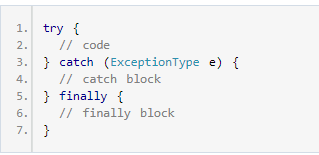 1. try {
2.   // code
3. } catch (ExceptionType e) {
4.   // catch block
5. } finally {
6.   // finally block
7. }